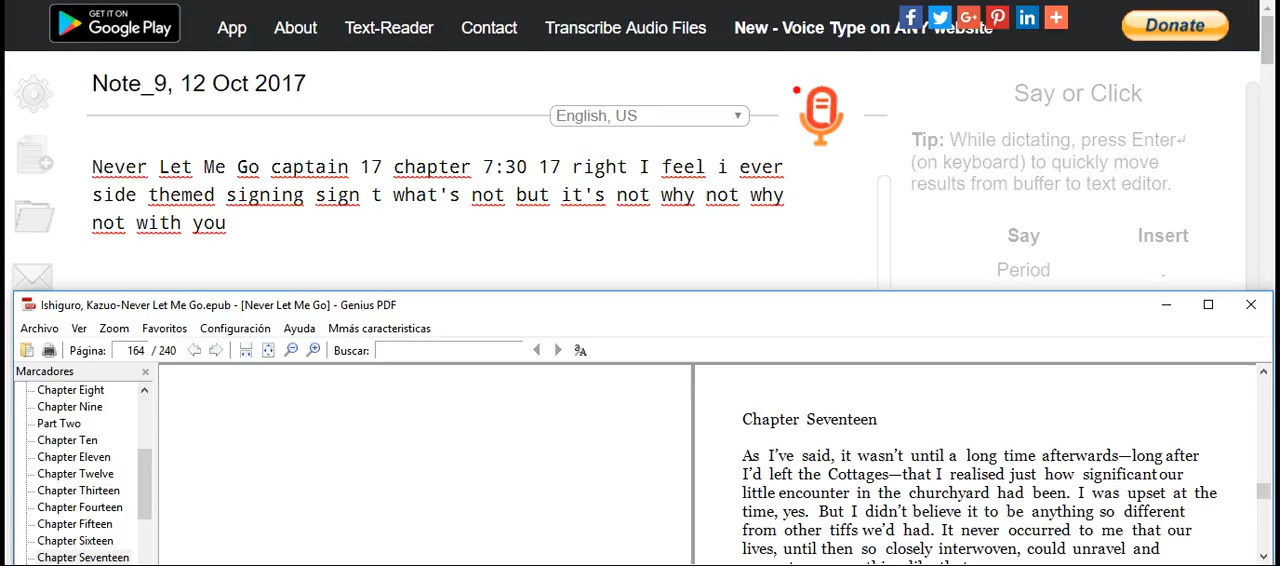 GET IT ON
Google Play
App
About
Text-Reader
Contact
Transcribe Audio Files
New - Voice Type on ANY website
Donate
Note_9, 12 Oct 2017
English, US
Never Let Me Go captain 17 chapter 7:30 17 right I feel i ever
side themed signing sign t what's not but it's not why not why
not with you
Say or Click
Tip: While dictating, press Enter↵
(on keyboard) to quickly move
results from buffer to text editor.
Say Insert
Period .
Ishiguro, Kazuo-Never Let Me Go.epub - [Never Let Me Go] - Genius PDF
Archivo Ver Zoom Favoritos Configuración Ayuda Mmás caracteristicas
Página: 164 / 240 Buscar:
Marcadores
Chapter Eight
Chapter Nine
Part Two
Chapter Ten
Chapter Eleven
Chapter Twelve
Chapter Thirteen
Chapter Fourteen
Chapter Fifteen
Chapter Sixteen
Chapter Seventeen
Chapter Seventeen
As I've said, it wasn't until a long time afterwards—long after
I'd left the Cottages—that I realised just how significant our
little encounter in the churchyard had been. I was upset at the
time, yes. But I didn't believe it to be anything so different
from other tiffs we'd had. It never occurred to me that our
lives, until then so closely interwoven, could unravel and